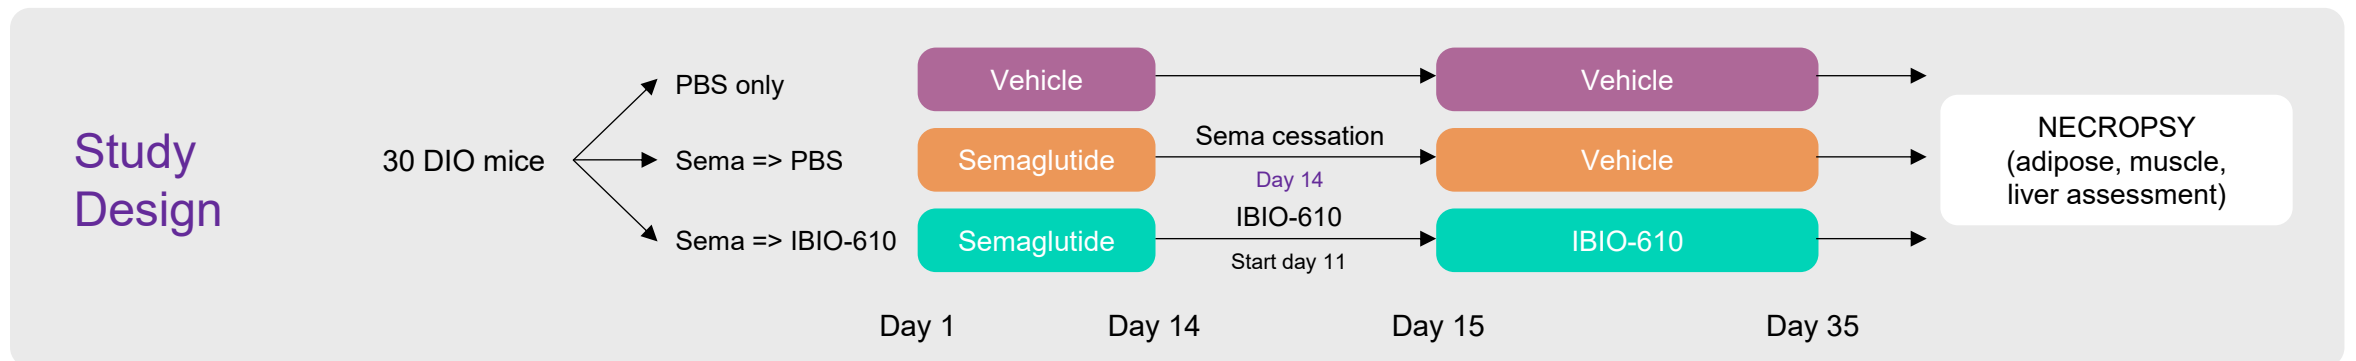 Study
Design
30 DIO mice
PBS only
Sema => PBS
Sema => IBIO-610
Vehicle
Vehicle
Semaglutide
Sema cessation
Day 14
Vehicle
Semaglutide
IBIO-610
Start day 11
IBIO-610
Day 1
Day 14
Day 15
Day 35
NECROPSY
(adipose, muscle,
liver assessment)